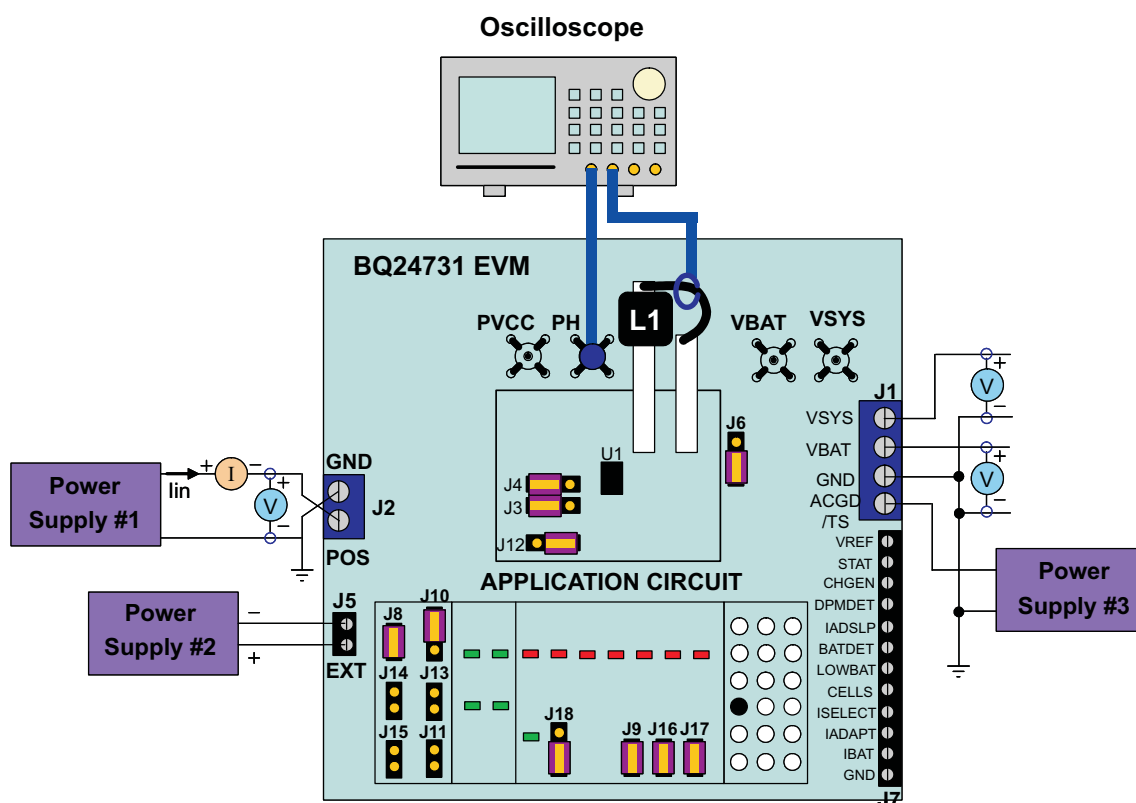 Oscilloscope
BQ24731 EVM
PVCC
PH
L1
VBAT
VSYS
J1
VSYS
VBAT
GND
ACGD
/TS
V
+
−
V
+
−
J6
U1
J4
J3
J12
GND
J2
POS
Power
Supply #1
Iin
+
I
−
V
+
−
Power
Supply #2
−
+
J5
EXT
APPLICATION CIRCUIT
J8
J10
J14
J13
J15
J11
J18
J9
J16
J17
VREF
STAT
CHGEN
DPMDET
IADSLP
BATDET
LOWBAT
CELLS
ISELECT
IADAPT
IBAT
GND
J7
Power
Supply #3